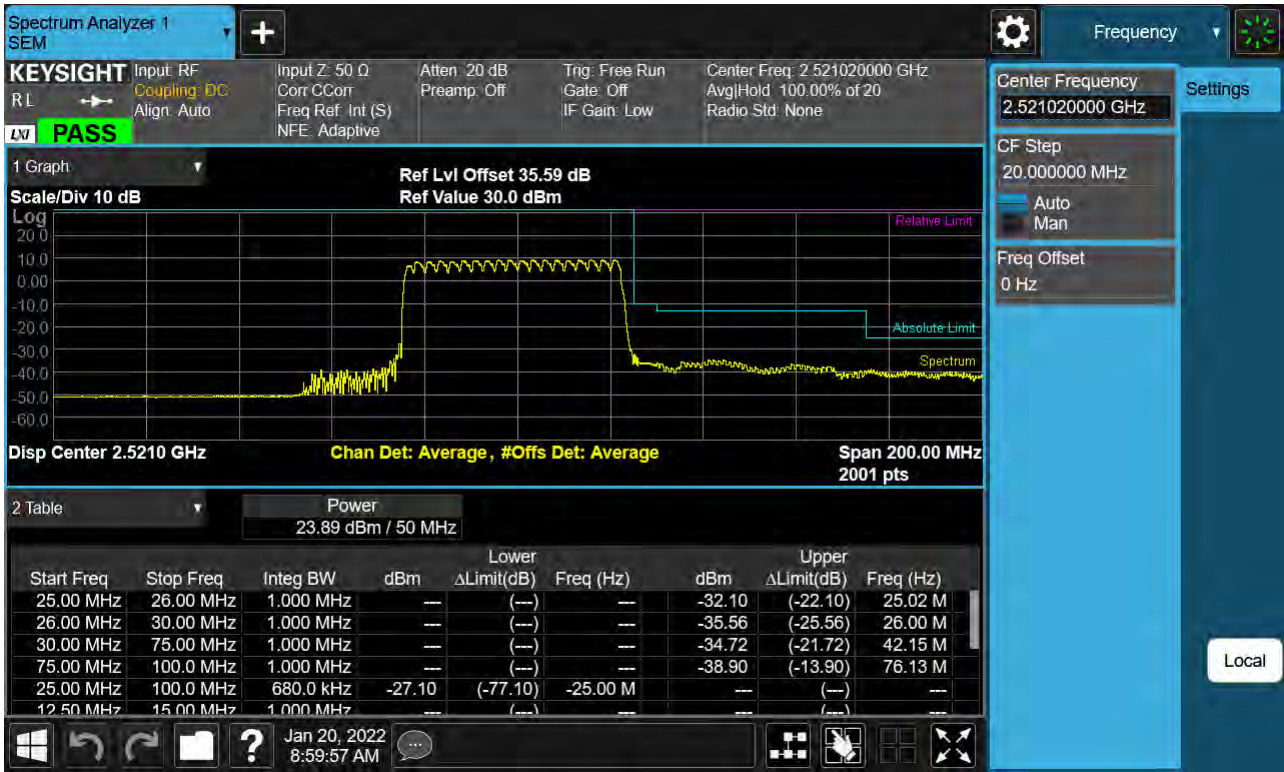 Spectrum Analyzer 1
SEM
Frequency
KEYSIGHT
RL
LXI
PASS
Input: RF
Coupling: DC
Align: Auto
Input Z: 50 Ω
Corr CCorr
Freq Ref: Int (S)
NFE: Adaptive
Atten: 20 dB
Preamp: Off
Trig: Free Run
Gate: Off
IF Gain: Low
Center Freq: 2.521020000 GHz
Avg|Hold: 100.00% of 20
Radio Std: None
Center Frequency
2.521020000 GHz
Settings
CF Step
20.000000 MHz
Auto
Man
Freq Offset
0 Hz
1 Graph
Ref Lvl Offset 35.59 dB
Scale/Div 10 dB
Ref Value 30.0 dBm
Log
20.0
10.0
0.00
-10.0
-20.0
-30.0
-40.0
-50.0
-60.0
Relative Limit
Absolute Limit
Spectrum
Disp Center 2.5210 GHz
Chan Det: Average , #Offs Det: Average
Span 200.00 MHz
2001 pts
2 Table
Power
23.89 dBm / 50 MHz
Lower Upper
Start Freq Stop Freq Integ BW dBm ΔLimit(dB) Freq (Hz) dBm ΔLimit(dB) Freq (Hz)
25.00 MHz 26.00 MHz 1.000 MHz --- (---) --- -32.10 (-22.10) 25.02 M
26.00 MHz 30.00 MHz 1.000 MHz --- (---) --- -35.56 (-25.56) 26.00 M
30.00 MHz 75.00 MHz 1.000 MHz --- (---) --- -34.72 (-21.72) 42.15 M
75.00 MHz 100.0 MHz 1.000 MHz --- (---) --- -38.90 (-13.90) 76.13 M
25.00 MHz 100.0 MHz 680.0 kHz -27.10 (-77.10) -25.00 M --- (---) ---
12.50 MHz 15.00 MHz 1.000 MHz --- (---) --- --- (---) ---
Local
Jan 20, 2022
8:59:57 AM